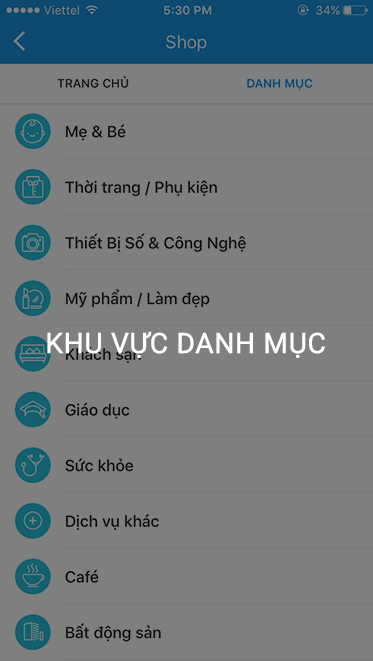 Viettel 5:30 PM 34%
Shop
TRANG CHỦ DANH MỤC
Mẹ & Bé
Thời trang / Phụ kiện
Thiết Bị Số & Công Nghệ
Mỹ phẩm / Làm đẹp
KHU VỰC DANH MỤC
Khách sạn
Giáo dục
Sức khỏe
Dịch vụ khác
Café
Bất động sản